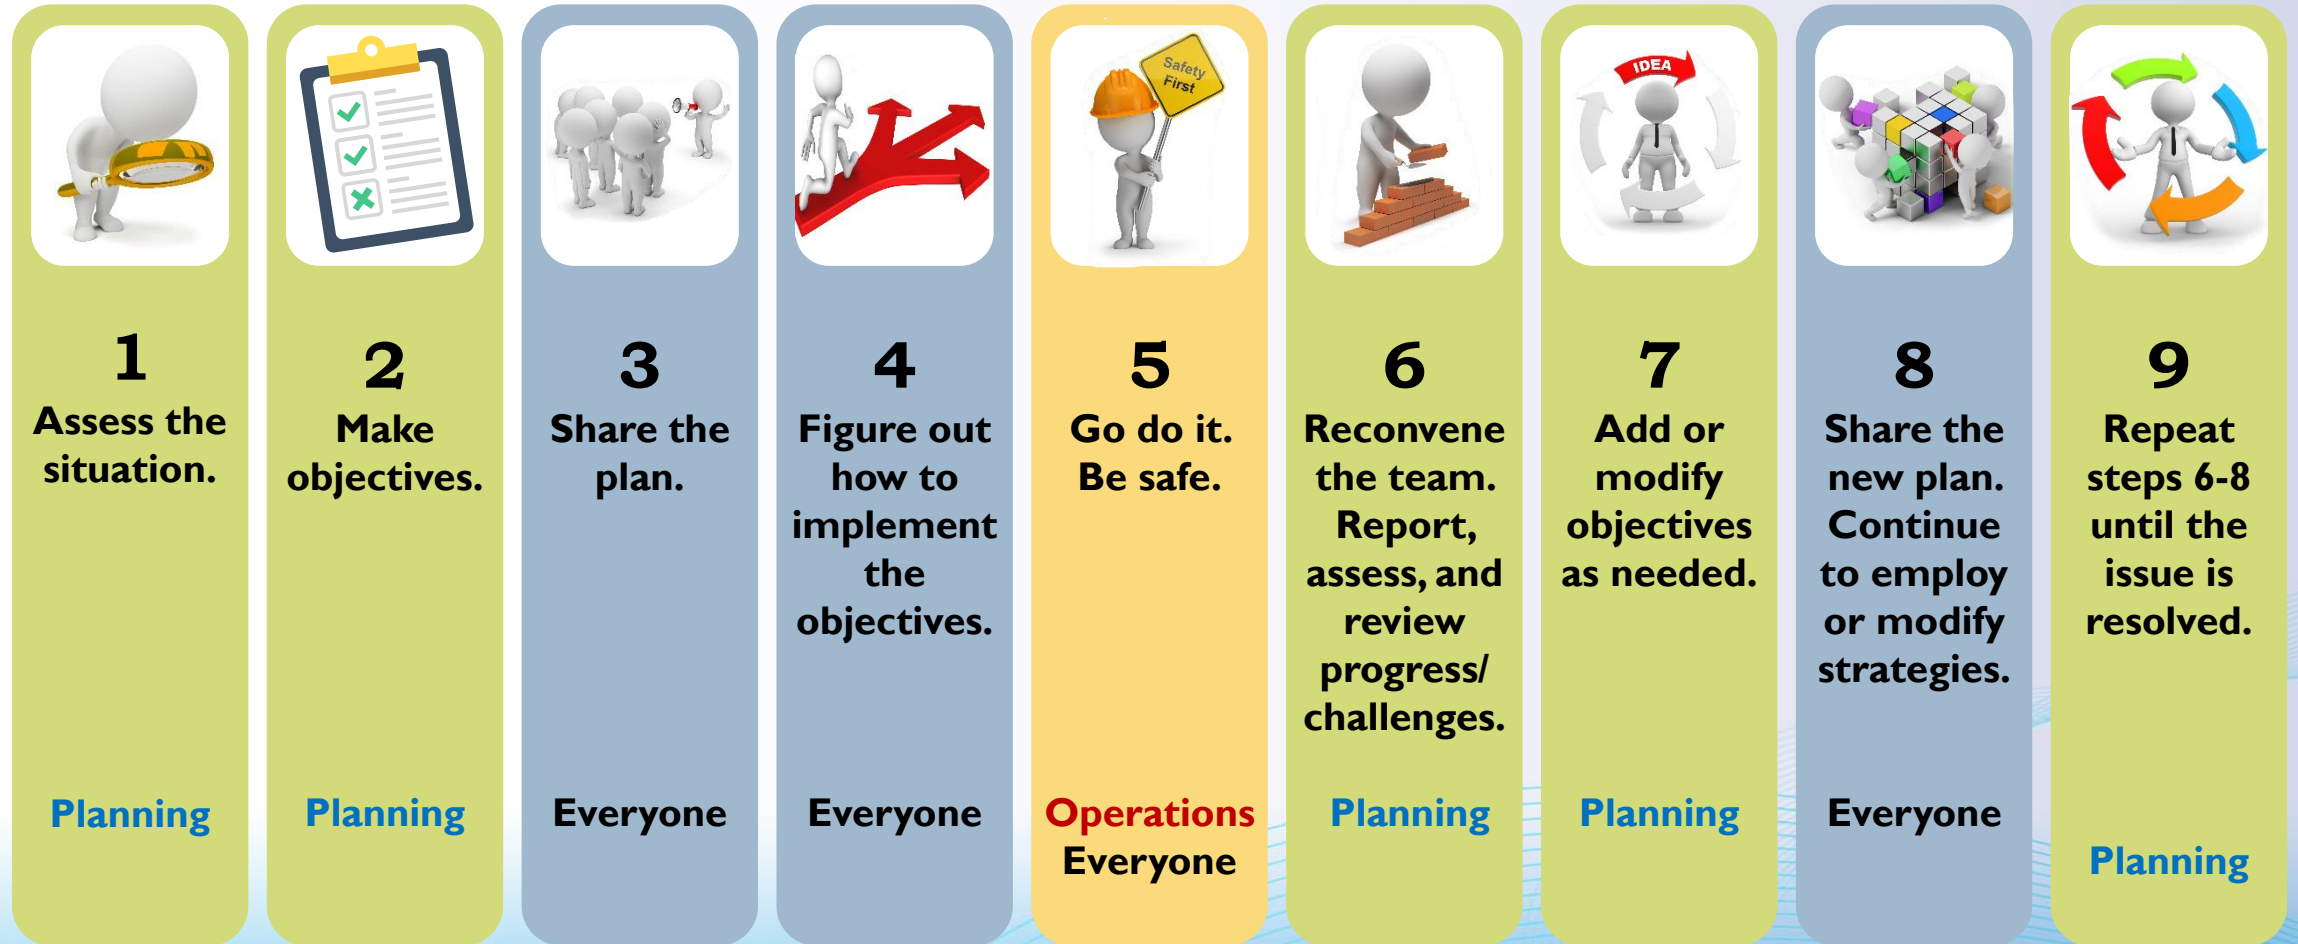 1
Assess the
situation.
Planning
2
Make
objectives.
Planning
3
Share the
plan.
Everyone
4
Figure out
how to
implement
the
objectives.
Everyone
Safety
First
5
Go do it.
Be safe.
Operations
Everyone
6
Reconvene
the team.
Report,
assess, and
review
progress/
challenges.
Planning
IDEA
7
Add or
modify
objectives
as needed.
Planning
8
Share the
new plan.
Continue
to employ
or modify
strategies.
Everyone
9
Repeat
steps 6-8
until the
issue is
resolved.
Planning